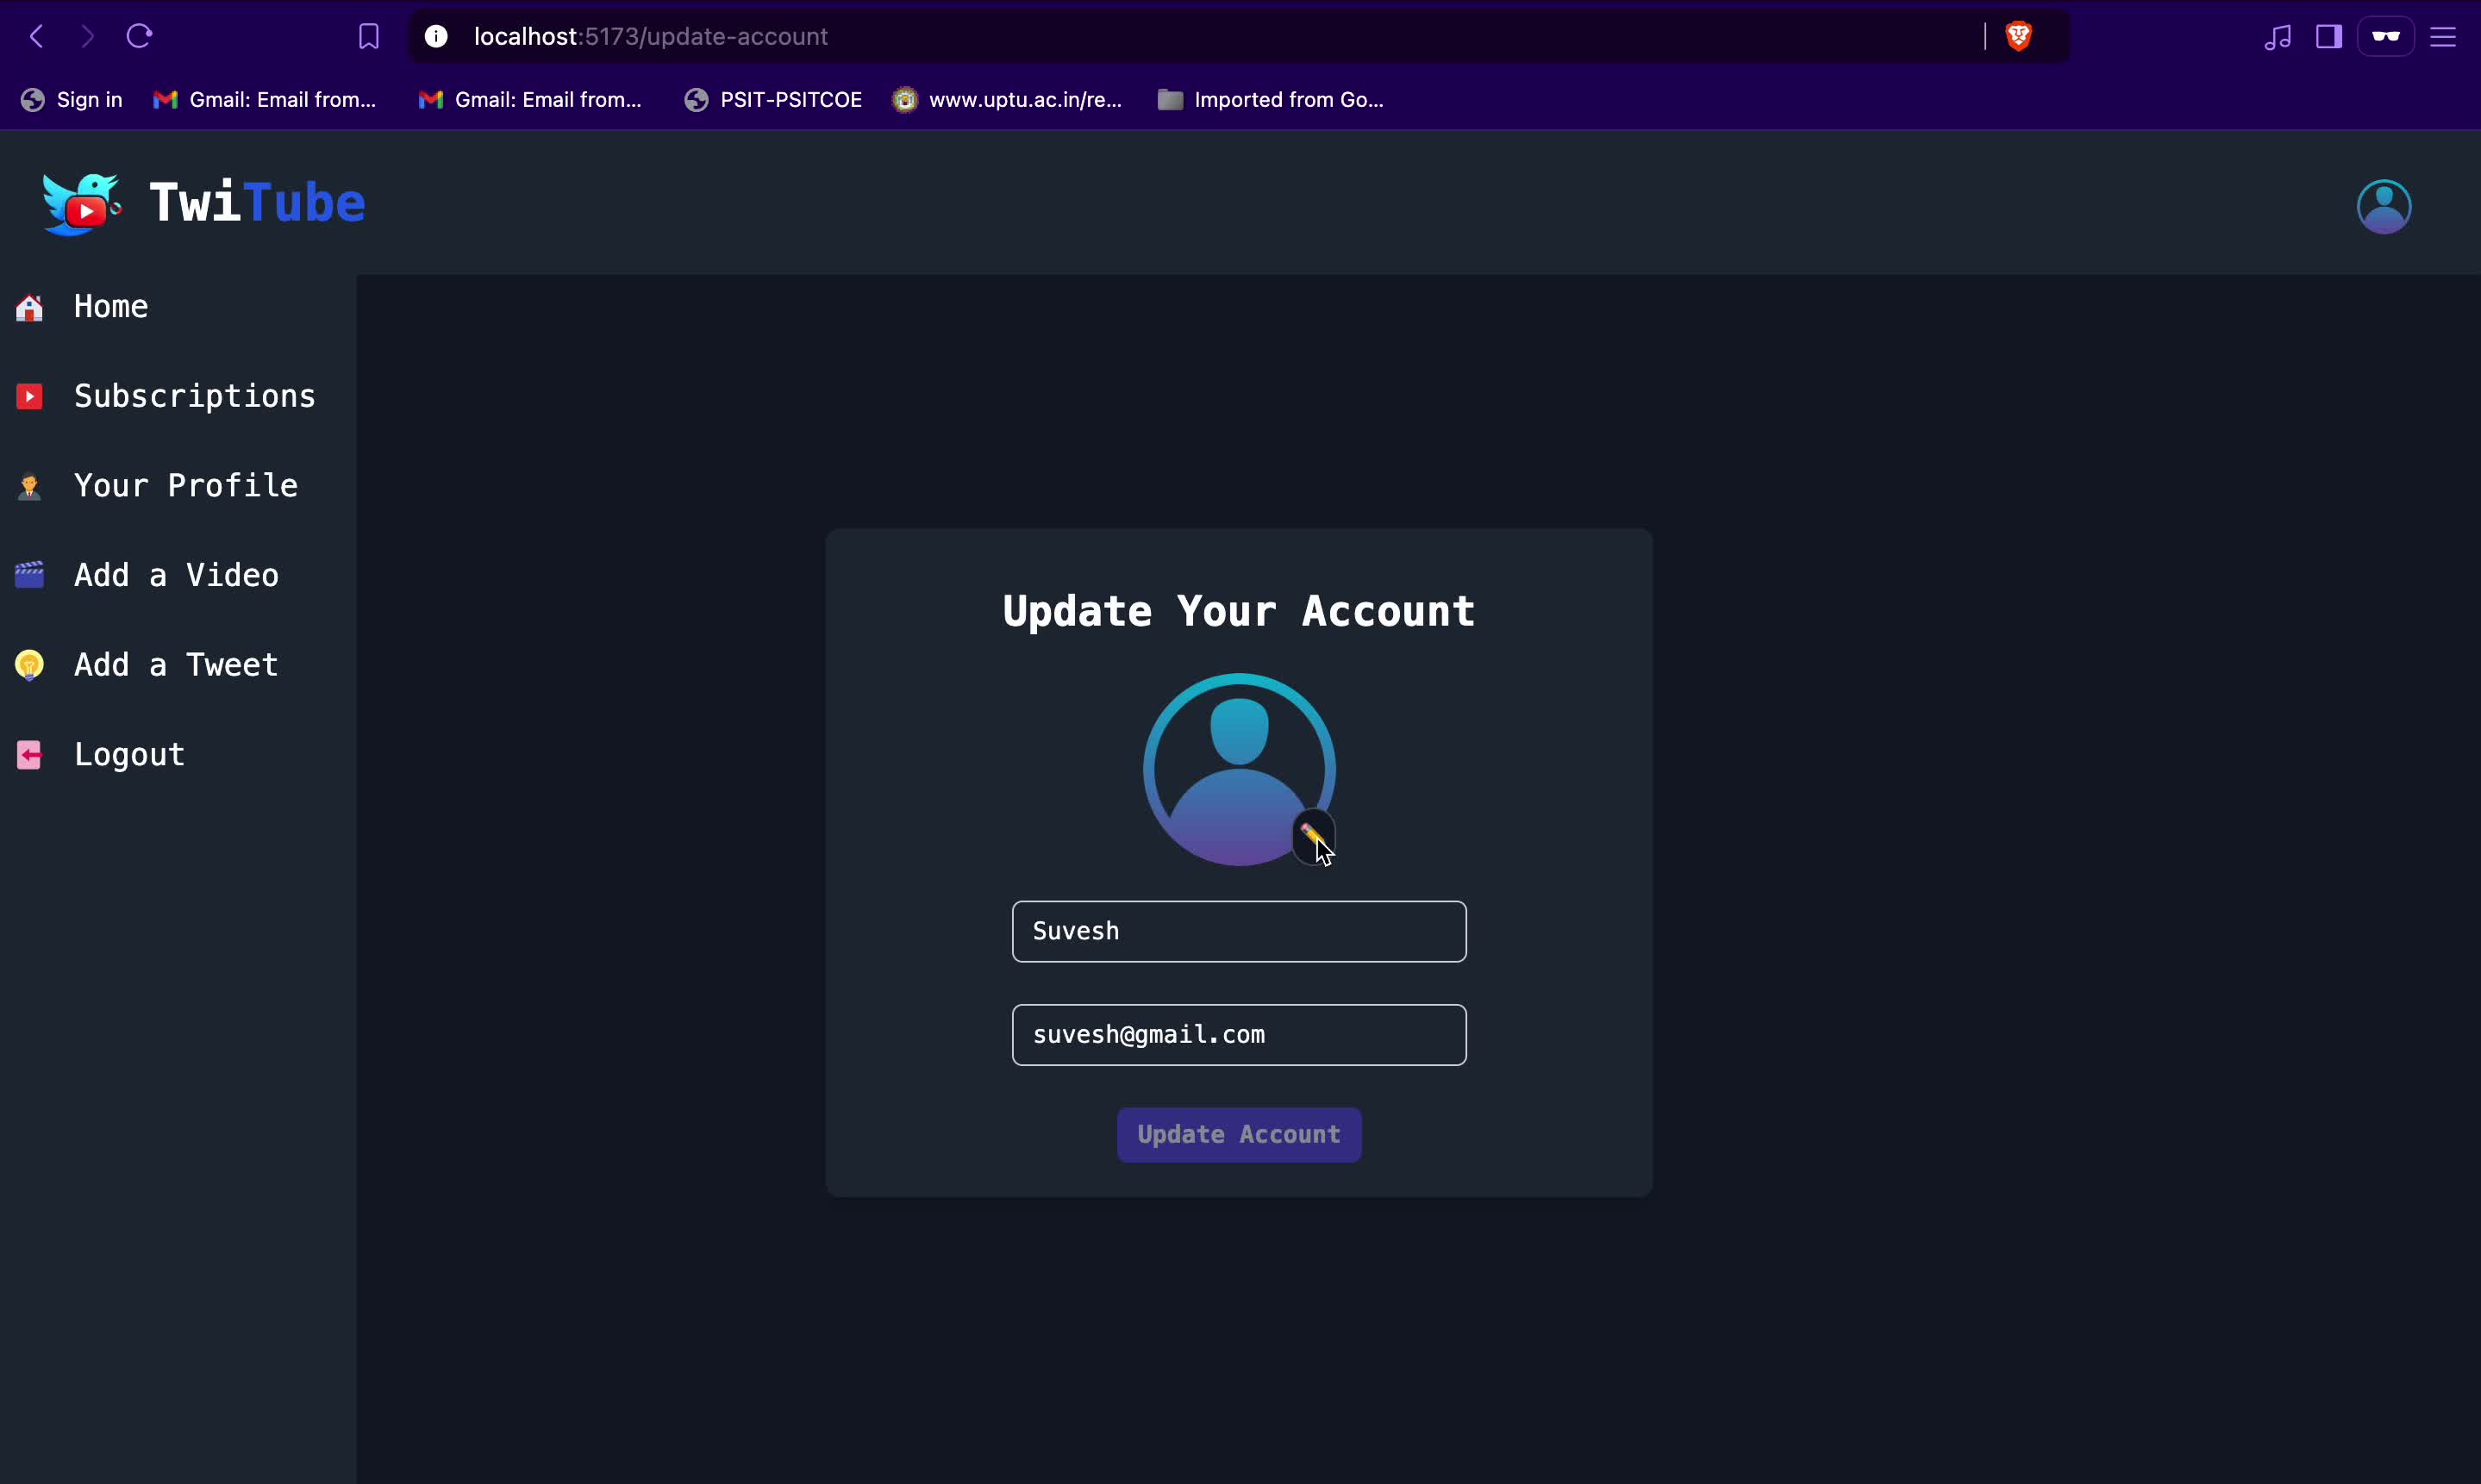 localhost:5173/update-account
Sign in Gmail: Email from... Gmail: Email from... PSIT-PSITCOE www.uptu.ac.in/re... Imported from Go...
TwiTube
Home
Subscriptions
Your Profile
Add a Video
Add a Tweet
Logout
Update Your Account
Suvesh
suvesh@gmail.com
Update Account